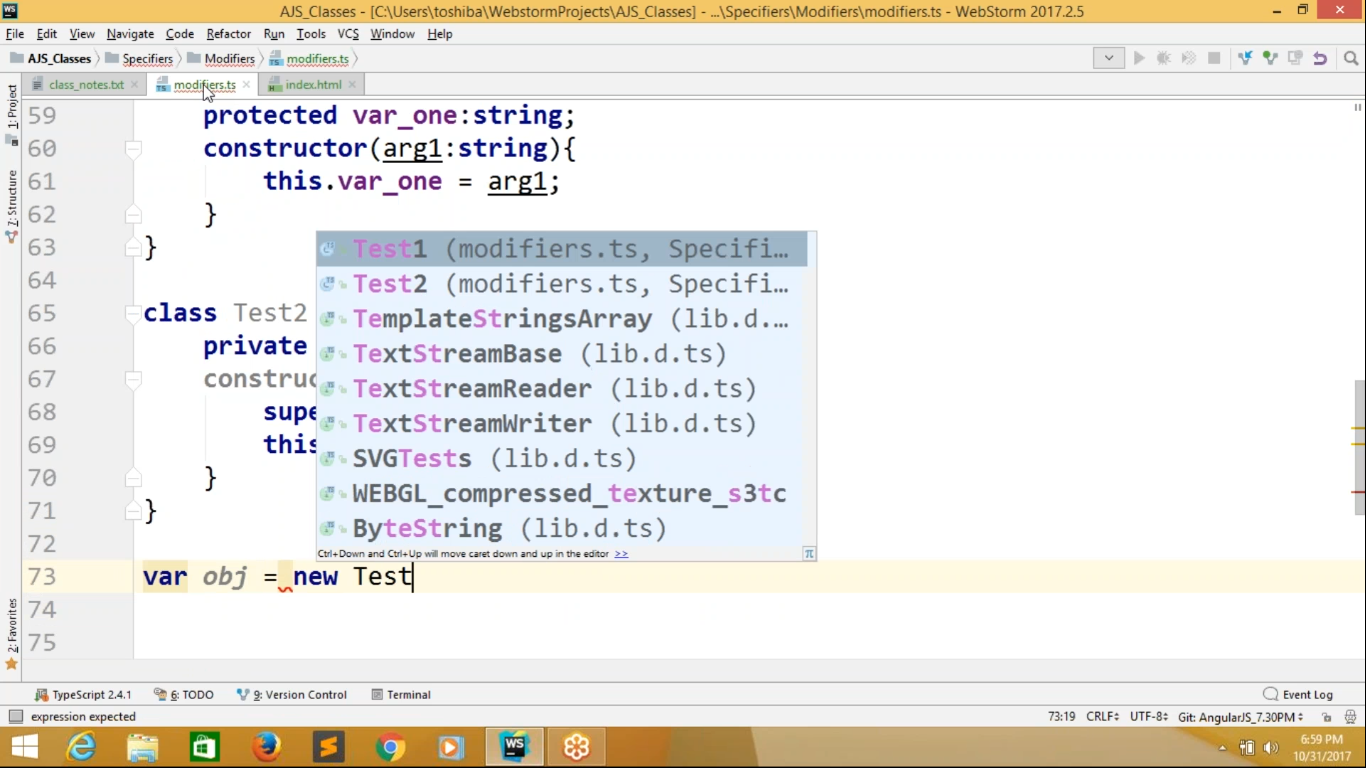 WS AJS_Classes - [C:\Users\toshiba\WebstormProjects\AJS_Classes] - ...\Specifiers\Modifiers\modifiers.ts - WebStorm 2017.2.5
File Edit View Navigate Code Refactor Run Tools VCS Window Help
AJS_Classes Specifiers Modifiers modifiers.ts
class_notes.txt modifiers.ts index.html
1: Project
7: Structure
2: Favorites
59 protected var_one:string;
60 constructor(arg1:string){
61 this.var_one = arg1;
62 }
63 }
64
65 class Test2
66 private
67 construc
68 supe
69 this
70 }
71 }
72
73 var obj = new Test
74
75
Test1 (modifiers.ts, Specifi…
Test2 (modifiers.ts, Specifi…
TemplateStringsArray (lib.d.…
TextStreamBase (lib.d.ts)
TextStreamReader (lib.d.ts)
TextStreamWriter (lib.d.ts)
SVGTests (lib.d.ts)
WEBGL_compressed_texture_s3tc
ByteString (lib.d.ts)
Ctrl+Down and Ctrl+Up will move caret down and up in the editor >> π
TypeScript 2.4.1 6: TODO 9: Version Control Terminal Event Log
expression expected 73:19 CRLF UTF-8 Git: AngularJS_7.30PM
WS
6:59 PM
10/31/2017